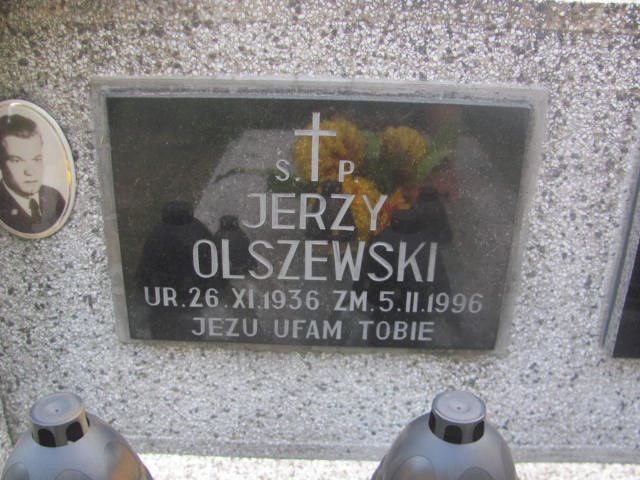 S. P.
JERZY
OLSZEWSKI
UR. 26. XI. 1936 ZM. 5. II. 1996
JEZU UFAM TOBIE